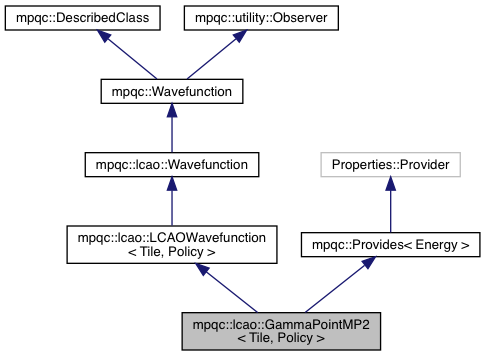 mpqc::DescribedClass
mpqc::utility::Observer
mpqc::Wavefunction
mpqc::lcao::Wavefunction
Properties::Provider
mpqc::lcao::LCAOWavefunction
< Tile, Policy >
mpqc::Provides< Energy >
mpqc::lcao::GammaPointMP2
< Tile, Policy >